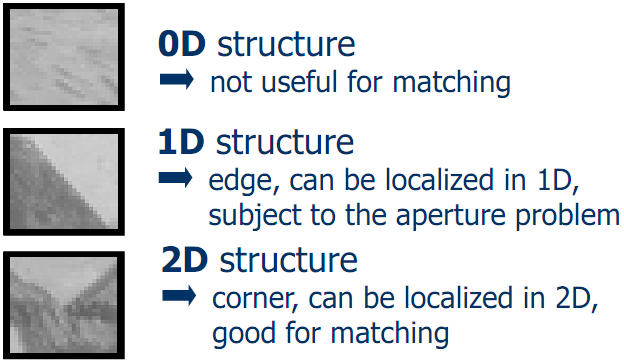 0D structure
not useful for matching
1D structure
edge, can be localized in 1D,
subject to the aperture problem
2D structure
corner, can be localized in 2D,
good for matching